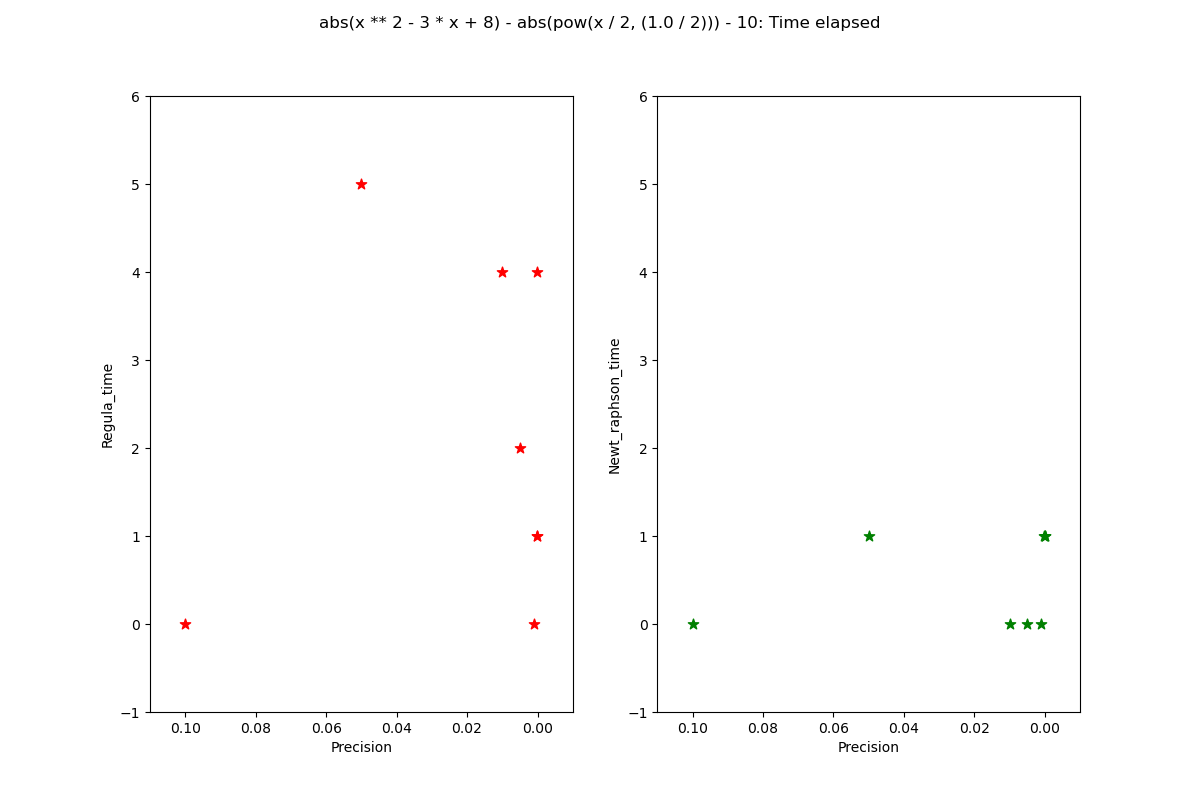 abs(x ** 2 - 3 * x + 8) - abs(pow(x / 2, (1.0 / 2))) - 10: Time elapsed
6
5
4
3
2
1
0
−1
Regula_time
0.10 0.08 0.06 0.04 0.02 0.00
Precision
6
5
4
3
2
1
0
−1
Newt_raphson_time
0.10 0.08 0.06 0.04 0.02 0.00
Precision